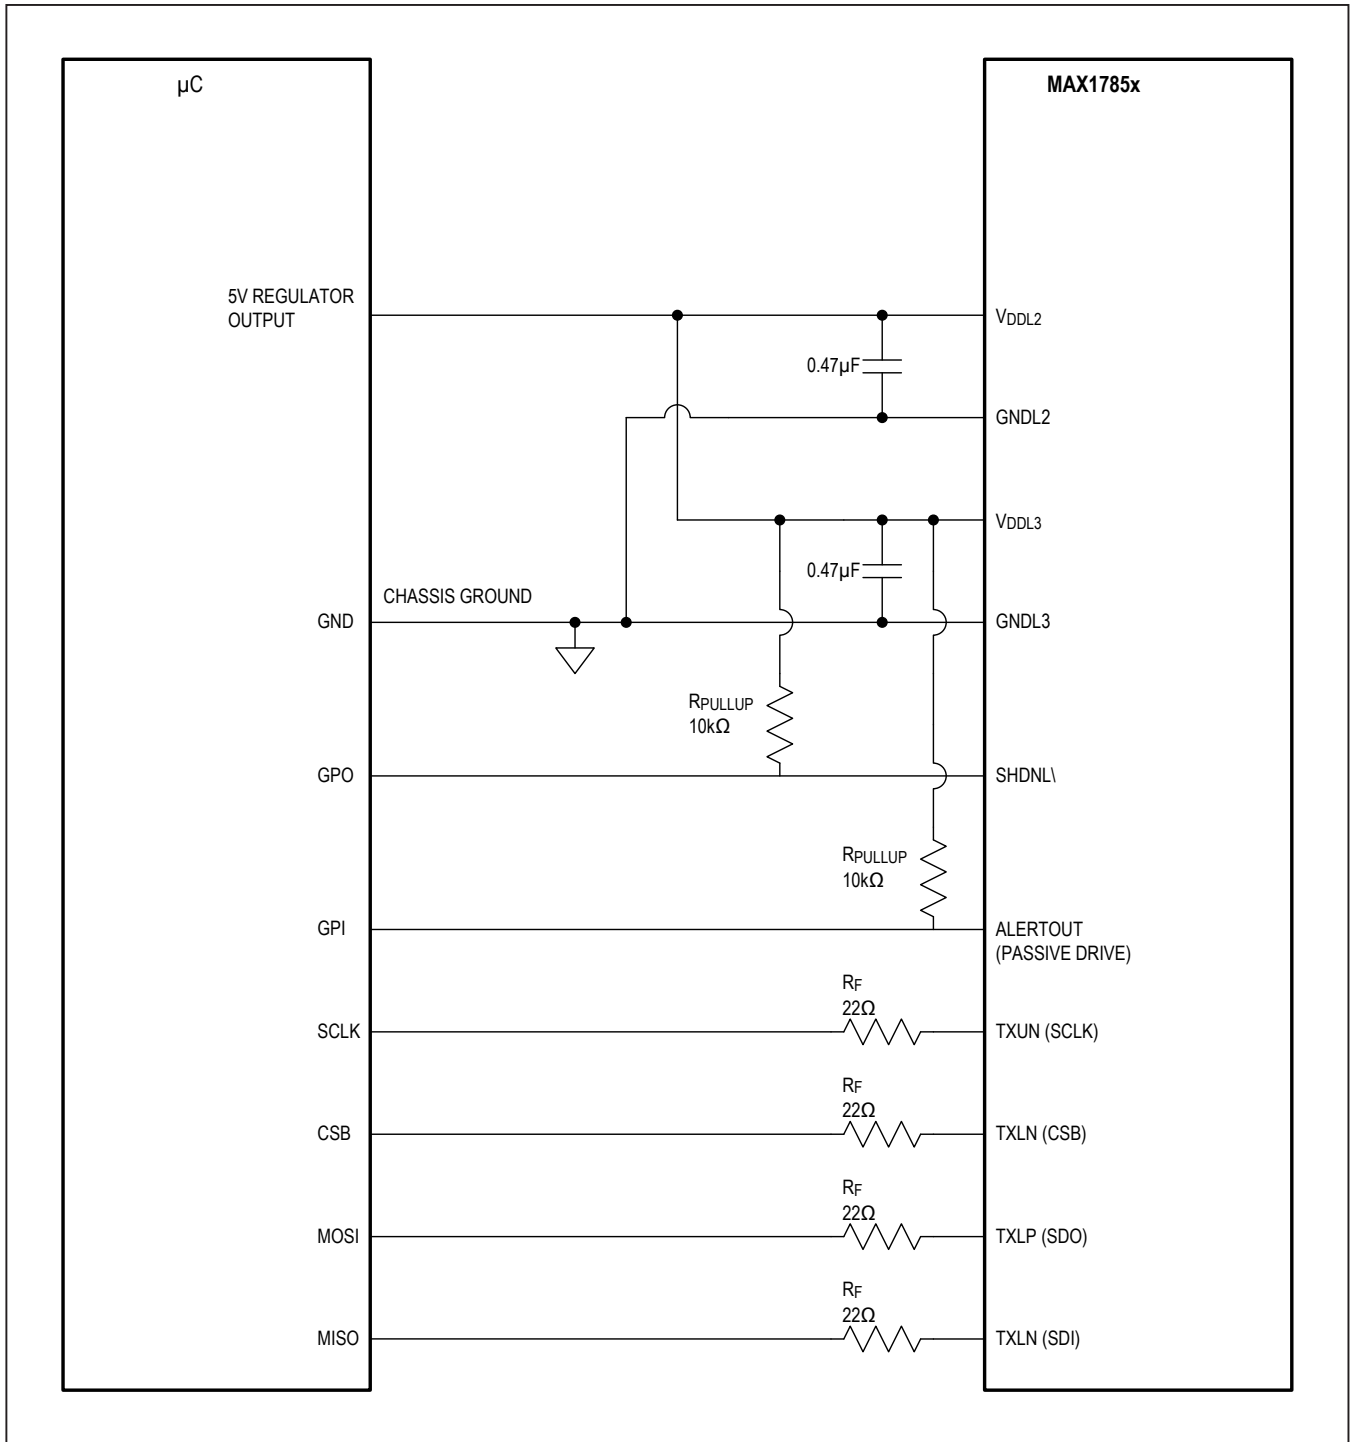 µC
MAX1785x
5V REGULATOR
OUTPUT
VDDL2
0.47µF
GNDL2
VDDL3
0.47µF
CHASSIS GROUND
GND
GNDL3
RPULLUP
10kΩ
GPO
SHDNL\
RPULLUP
10kΩ
GPI
ALERTOUT
(PASSIVE DRIVE)
RF
22Ω
SCLK
TXUN (SCLK)
RF
22Ω
CSB
TXLN (CSB)
RF
22Ω
MOSI
TXLP (SDO)
RF
22Ω
MISO
TXLN (SDI)